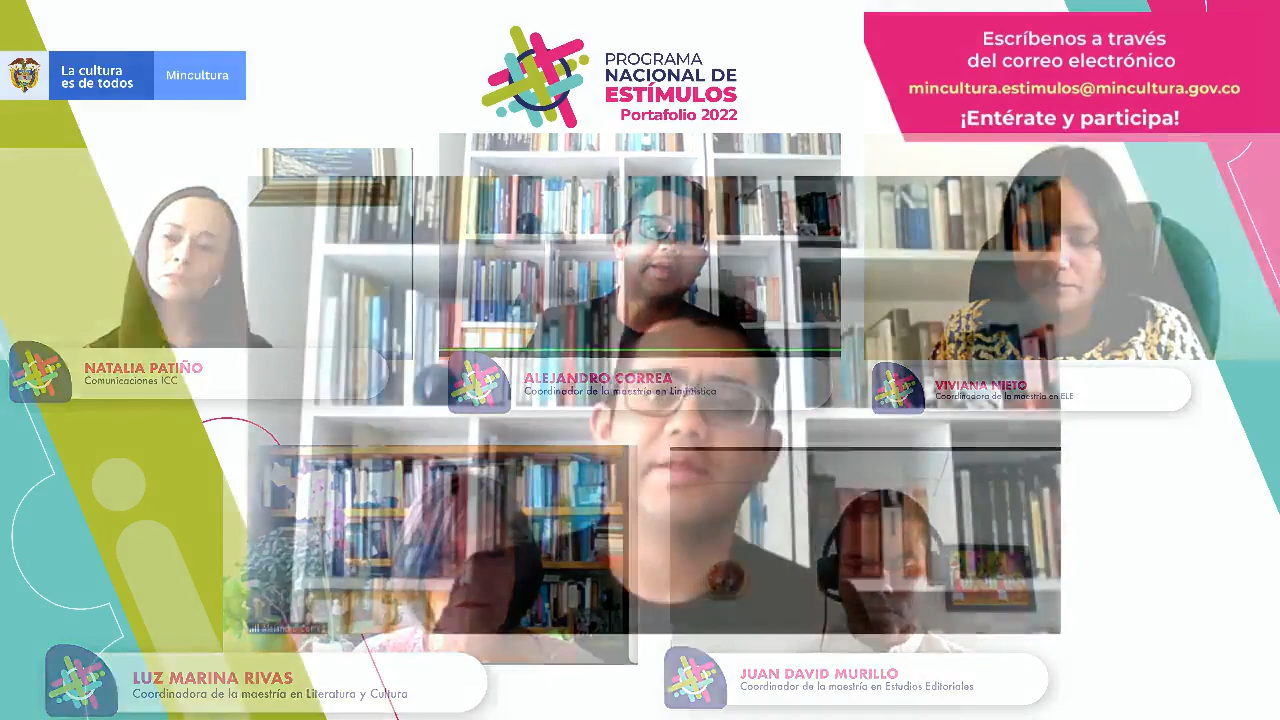 La cultura
es de todos
Mincultura
PROGRAMA
NACIONAL DE
ESTÍMULOS
Portafolio 2022
Escríbenos a través
del correo electrónico
mincultura.estimulos@mincultura.gov.co
¡Entérate y participa!
NATALIA PATIÑO
Comunicaciones ICC
ALEJANDRO CORREA
Coordinador de la maestría en Lingüística
VIVIANA NIETO
Coordinadora de la maestría en ELE
Alejandro Correa
LUZ MARINA RIVAS
Coordinadora de la maestría en Literatura y Cultura
JUAN DAVID MURILLO
Coordinador de la maestría en Estudios Editoriales